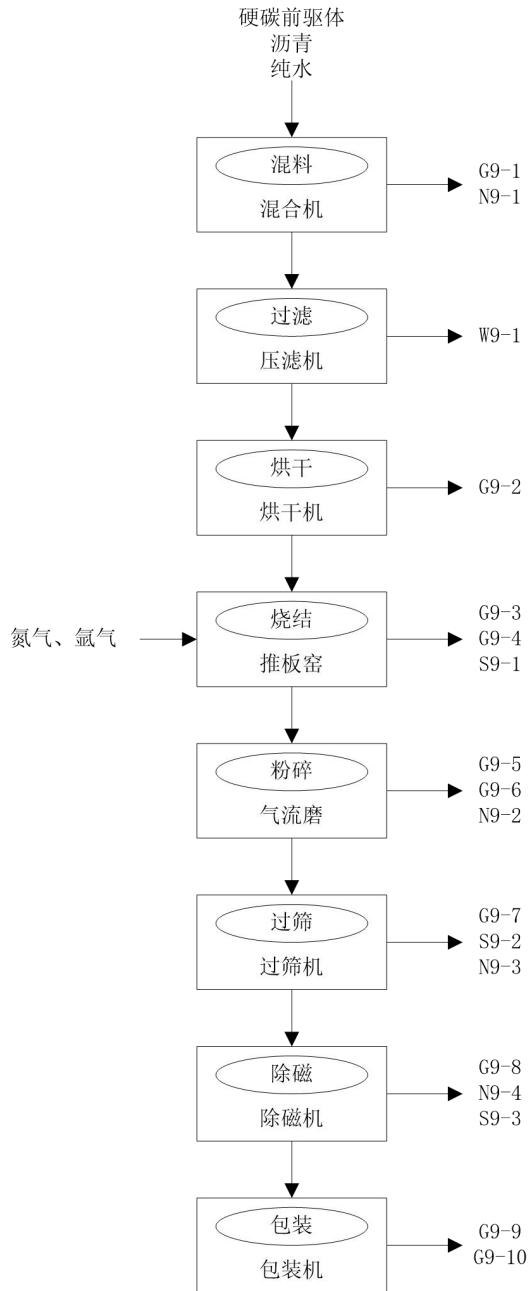 硬碳前驱体
沥青
纯水
混料
混合机
G9-1
N9-1
过滤
压滤机
W9-1
烘干
烘干机
G9-2
氮气、氩气
烧结
推板窑
G9-3
G9-4
S9-1
粉碎
气流磨
G9-5
G9-6
N9-2
过筛
过筛机
G9-7
S9-2
N9-3
除磁
除磁机
G9-8
N9-4
S9-3
包装
包装机
G9-9
G9-10